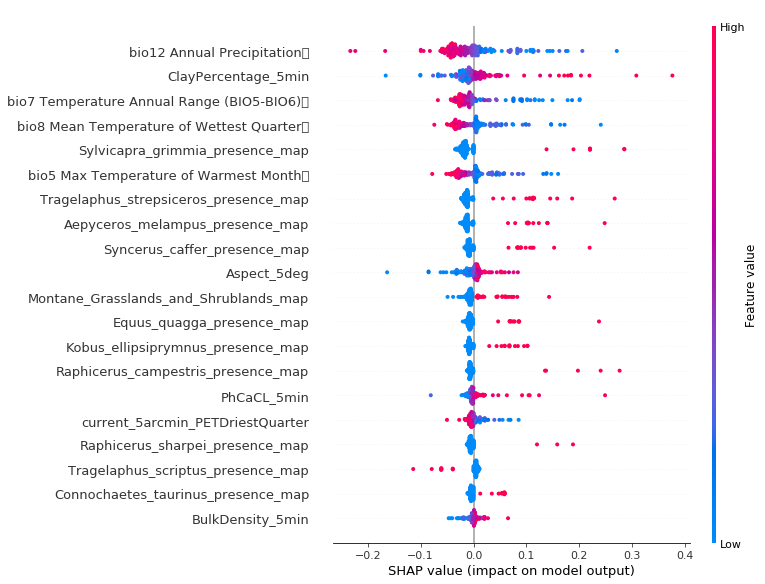 High
bio12 Annual Precipitation
ClayPercentage_5min
bio7 Temperature Annual Range (BIO5-BIO6)
bio8 Mean Temperature of Wettest Quarter
Sylvicapra_grimmia_presence_map
bio5 Max Temperature of Warmest Month
Tragelaphus_strepsiceros_presence_map
Aepyceros_melampus_presence_map
Syncerus_caffer_presence_map
Aspect_5deg
Montane_Grasslands_and_Shrublands_map
Equus_quagga_presence_map
Kobus_ellipsiprymnus_presence_map
Raphicerus_campestris_presence_map
PhCaCL_5min
current_5arcmin_PETDriestQuarter
Raphicerus_sharpei_presence_map
Tragelaphus_scriptus_presence_map
Connochaetes_taurinus_presence_map
BulkDensity_5min
Feature value
Low
−0.2 −0.1 0.0 0.1 0.2 0.3 0.4
SHAP value (impact on model output)